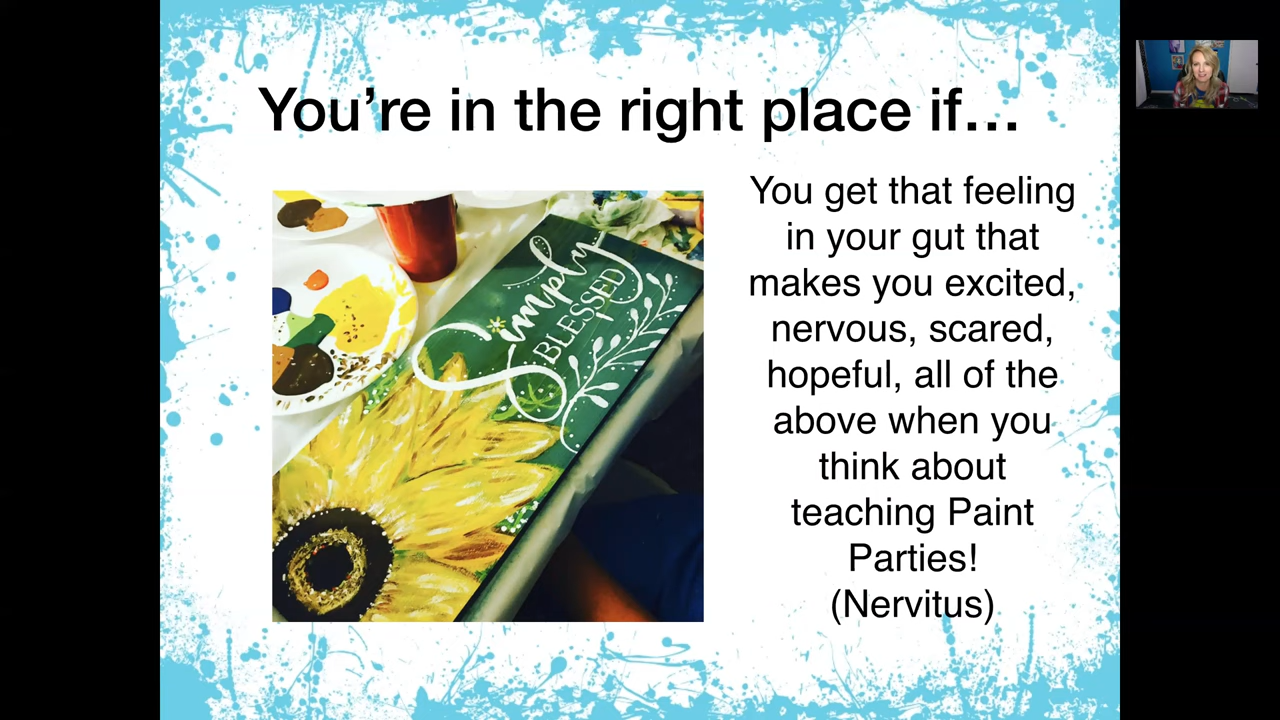 You're in the right place if...
Simply
BLESSED
You get that feeling
in your gut that
makes you excited,
nervous, scared,
hopeful, all of the
above when you
think about
teaching Paint
Parties!
(Nervitus)